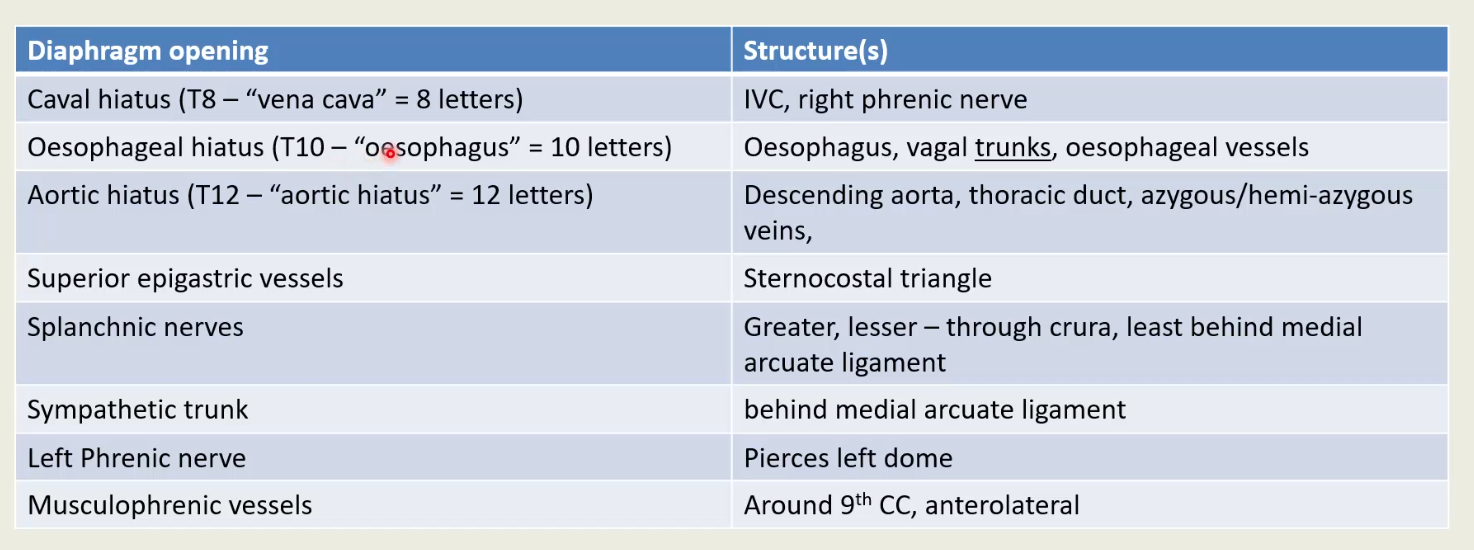 Diaphragm opening
Structure(s)
Caval hiatus (T8 – “vena cava” = 8 letters)
IVC, right phrenic nerve
Oesophageal hiatus (T10 – “oesophagus” = 10 letters)
Oesophagus, vagal trunks, oesophageal vessels
Aortic hiatus (T12 – “aortic hiatus” = 12 letters)
Descending aorta, thoracic duct, azygous/hemi-azygous
veins,
Superior epigastric vessels
Sternocostal triangle
Splanchnic nerves
Greater, lesser – through crura, least behind medial
arcuate ligament
Sympathetic trunk
behind medial arcuate ligament
Left Phrenic nerve
Pierces left dome
Musculophrenic vessels
Around 9th CC, anterolateral